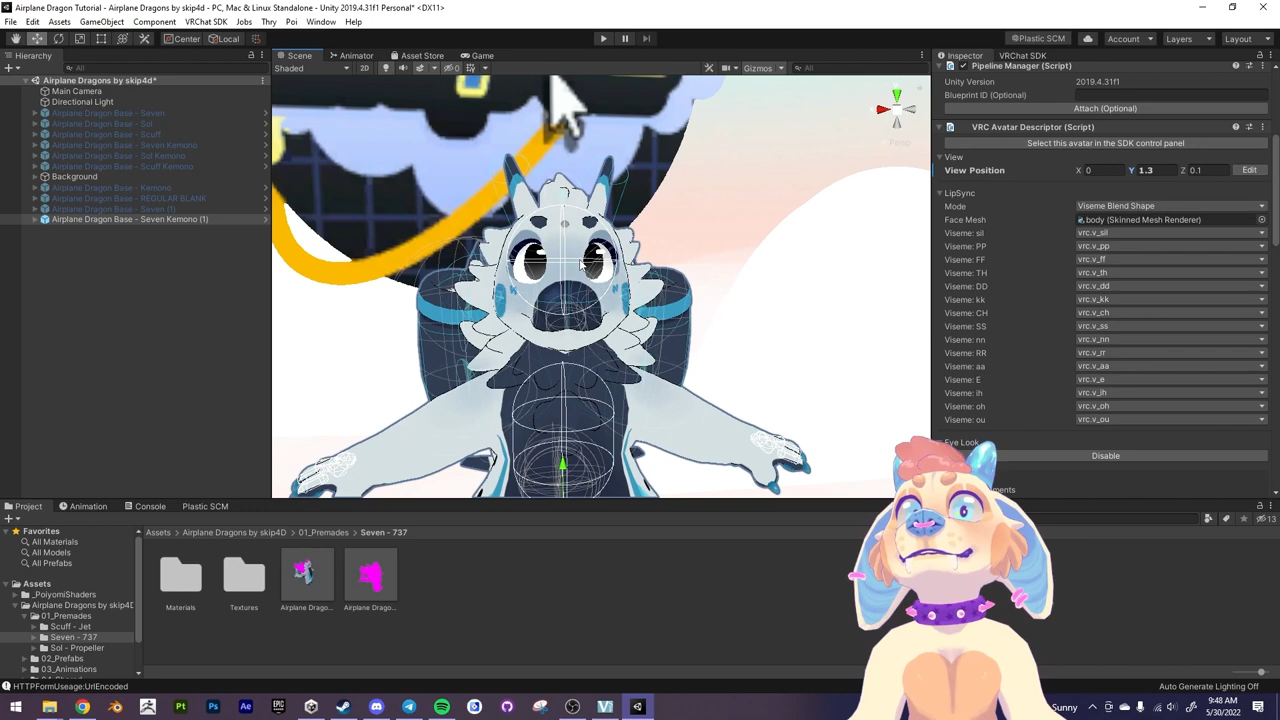 Airplane Dragon Tutorial - Airplane Dragons by skip4d - PC, Mac & Linux Standalone - Unity 2019.4.31f1 Personal* <DX11>
File Edit Assets GameObject Component VRChat SDK Jobs Thry Poi Window Help
Center Local Plastic SCM Account Layers Layout
Hierarchy Scene Animator Asset Store Game Inspector VRChat SDK
All Shaded 2D 0 Gizmos All
Airplane Dragons by skip4d*
Main Camera
Directional Light
Airplane Dragon Base - Seven
Airplane Dragon Base - Sol
Airplane Dragon Base - Scuff
Airplane Dragon Base - Seven Kemono
Airplane Dragon Base - Sol Kemono
Airplane Dragon Base - Scuff Kemono
Background
Airplane Dragon Base - Kemono
Airplane Dragon Base - REGULAR BLANK
Airplane Dragon Base - Seven (1)
Airplane Dragon Base - Seven Kemono (1)
Persp
Pipeline Manager (Script)
Unity Version 2019.4.31f1
Blueprint ID (Optional)
Attach (Optional)
VRC Avatar Descriptor (Script)
Select this avatar in the SDK control panel
View
View Position X 0 Y 1.3 Z 0.1 Edit
LipSync
Mode Viseme Blend Shape
Face Mesh body (Skinned Mesh Renderer)
Viseme: sil vrc.v_sil
Viseme: PP vrc.v_pp
Viseme: FF vrc.v_ff
Viseme: TH vrc.v_th
Viseme: DD vrc.v_dd
Viseme: kk vrc.v_kk
Viseme: CH vrc.v_ch
Viseme: SS vrc.v_ss
Viseme: nn vrc.v_nn
Viseme: RR vrc.v_rr
Viseme: aa vrc.v_aa
Viseme: E vrc.v_e
Viseme: ih vrc.v_ih
Viseme: oh vrc.v_oh
Viseme: ou vrc.v_ou
Eye Look
Disable
Project Animation Console Plastic SCM
13
Favorites
All Materials
All Models
All Prefabs
Assets
_PoiyomiShaders
Airplane Dragons by skip4D
01_Premades
Scuff - Jet
Seven - 737
Sol - Propeller
02_Prefabs
03_Animations
Assets Airplane Dragons by skip4D 01_Premades Seven - 737
Materials Textures Airplane Drago... Airplane Drago...
HTTPFormUseage:UrlEncoded Auto Generate Lighting Off
Sunny
9:48 AM
5/30/2022